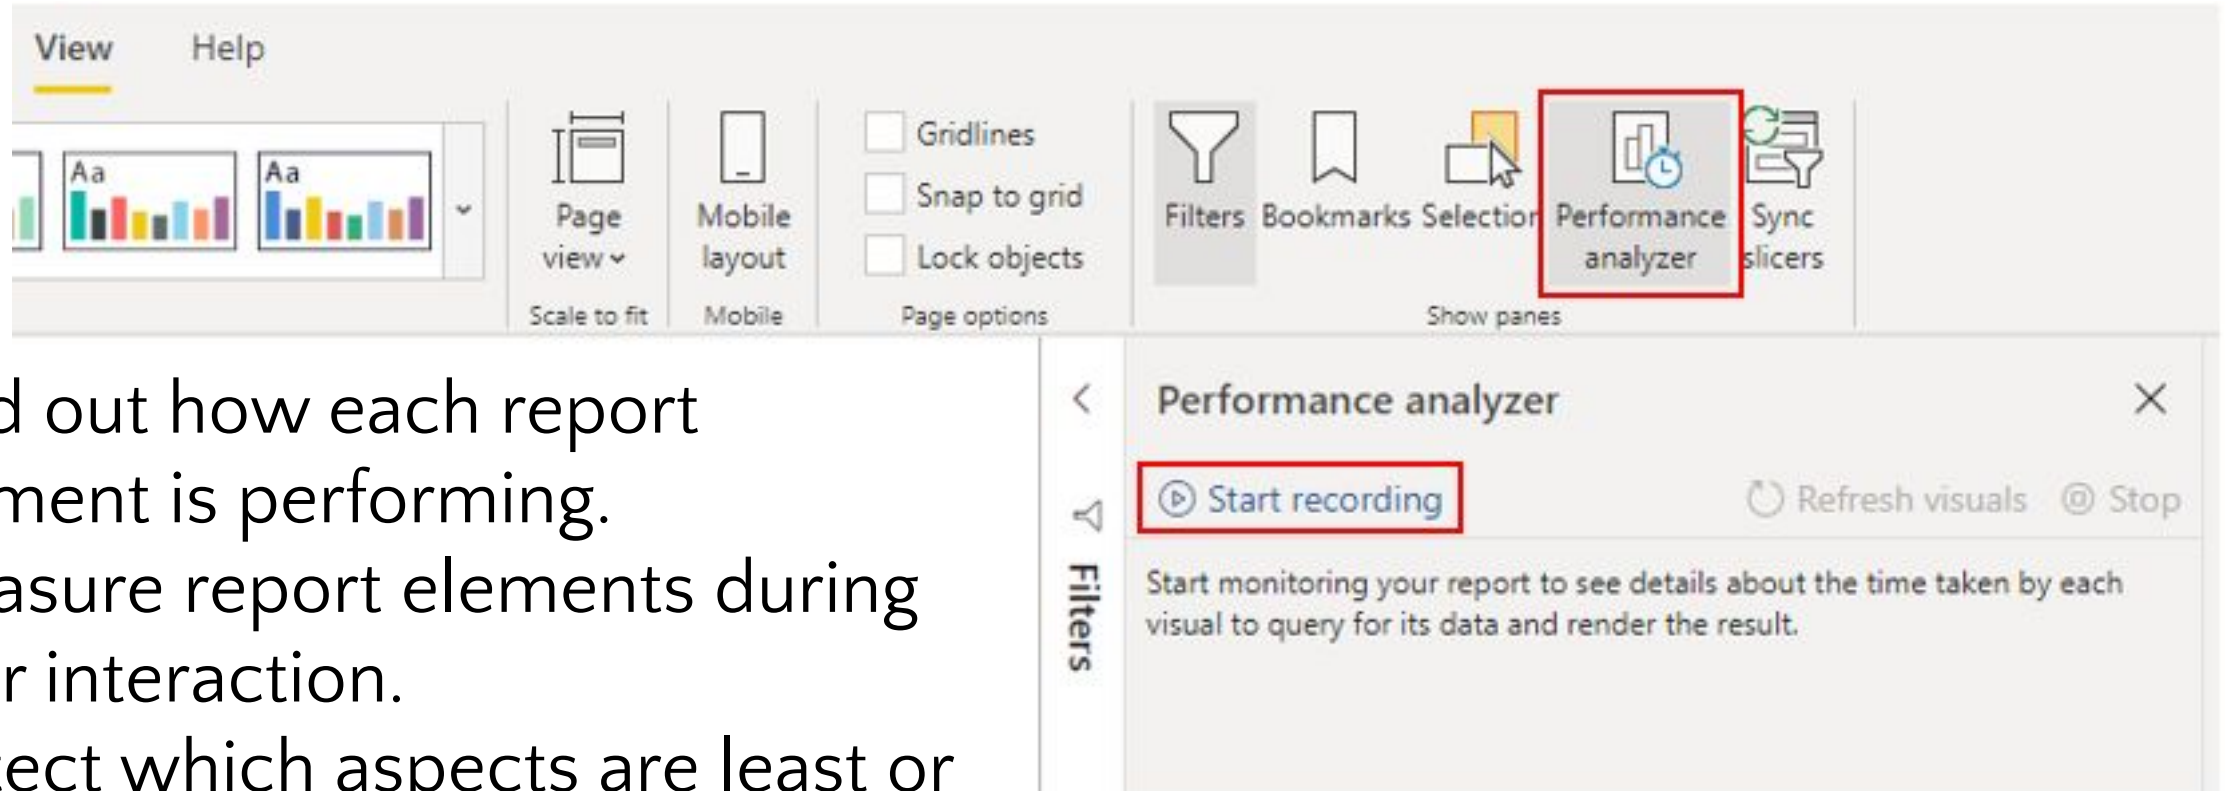 View Help
Aa Aa
Page view
Mobile layout
Gridlines
Snap to grid
Lock objects
Filters Bookmarks Selection Performance analyzer Sync slicers
Scale to fit Mobile Page options Show panes
d out how each report
ment is performing.
asure report elements during
r interaction.
tect which aspects are least or
Filters
Performance analyzer
Start recording Refresh visuals Stop
Start monitoring your report to see details about the time taken by each
visual to query for its data and render the result.